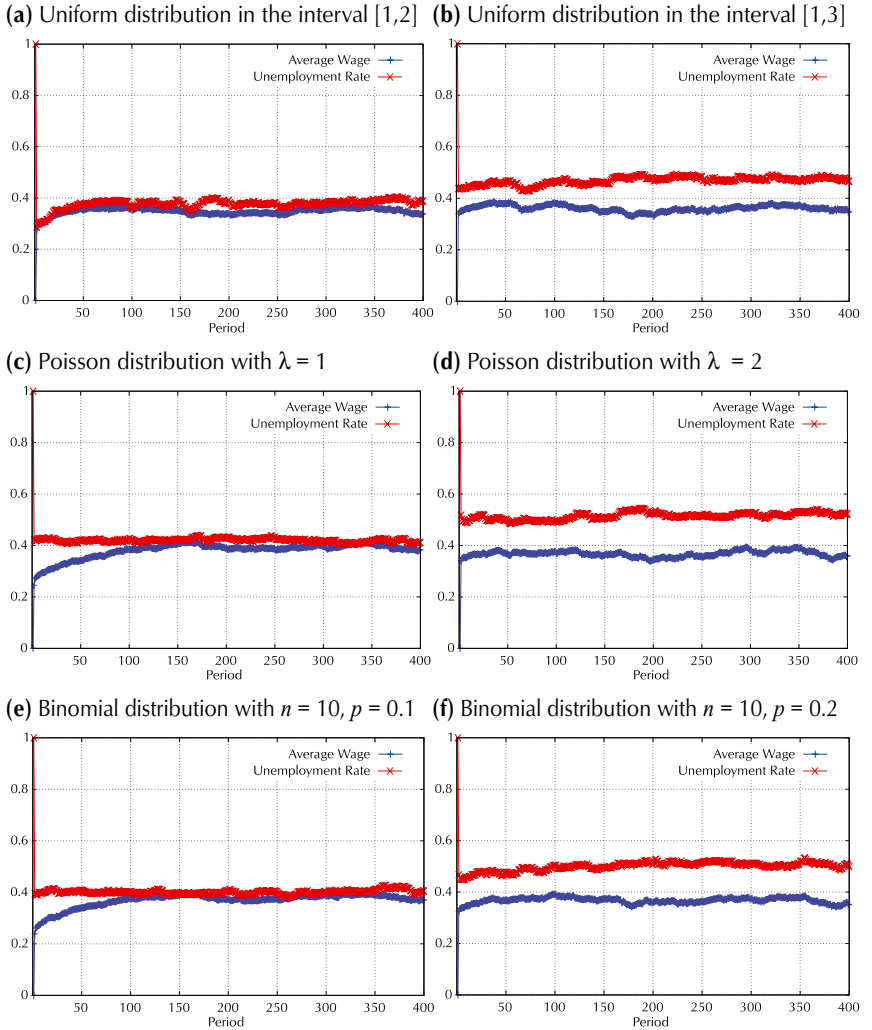 (a) Uniform distribution in the interval [1,2]
Average Wage
Unemployment Rate
1
0.8
0.6
0.4
0.2
0
50 100 150 200 250 300 350 400
Period
(b) Uniform distribution in the interval [1,3]
Average Wage
Unemployment Rate
1
0.8
0.6
0.4
0.2
0
50 100 150 200 250 300 350 400
Period
(c) Poisson distribution with λ = 1
Average Wage
Unemployment Rate
1
0.8
0.6
0.4
0.2
0
50 100 150 200 250 300 350 400
Period
(d) Poisson distribution with λ = 2
Average Wage
Unemployment Rate
1
0.8
0.6
0.4
0.2
0
50 100 150 200 250 300 350 400
Period
(e) Binomial distribution with n = 10, p = 0.1
Average Wage
Unemployment Rate
1
0.8
0.6
0.4
0.2
0
50 100 150 200 250 300 350 400
Period
(f) Binomial distribution with n = 10, p = 0.2
Average Wage
Unemployment Rate
1
0.8
0.6
0.4
0.2
0
50 100 150 200 250 300 350 400
Period